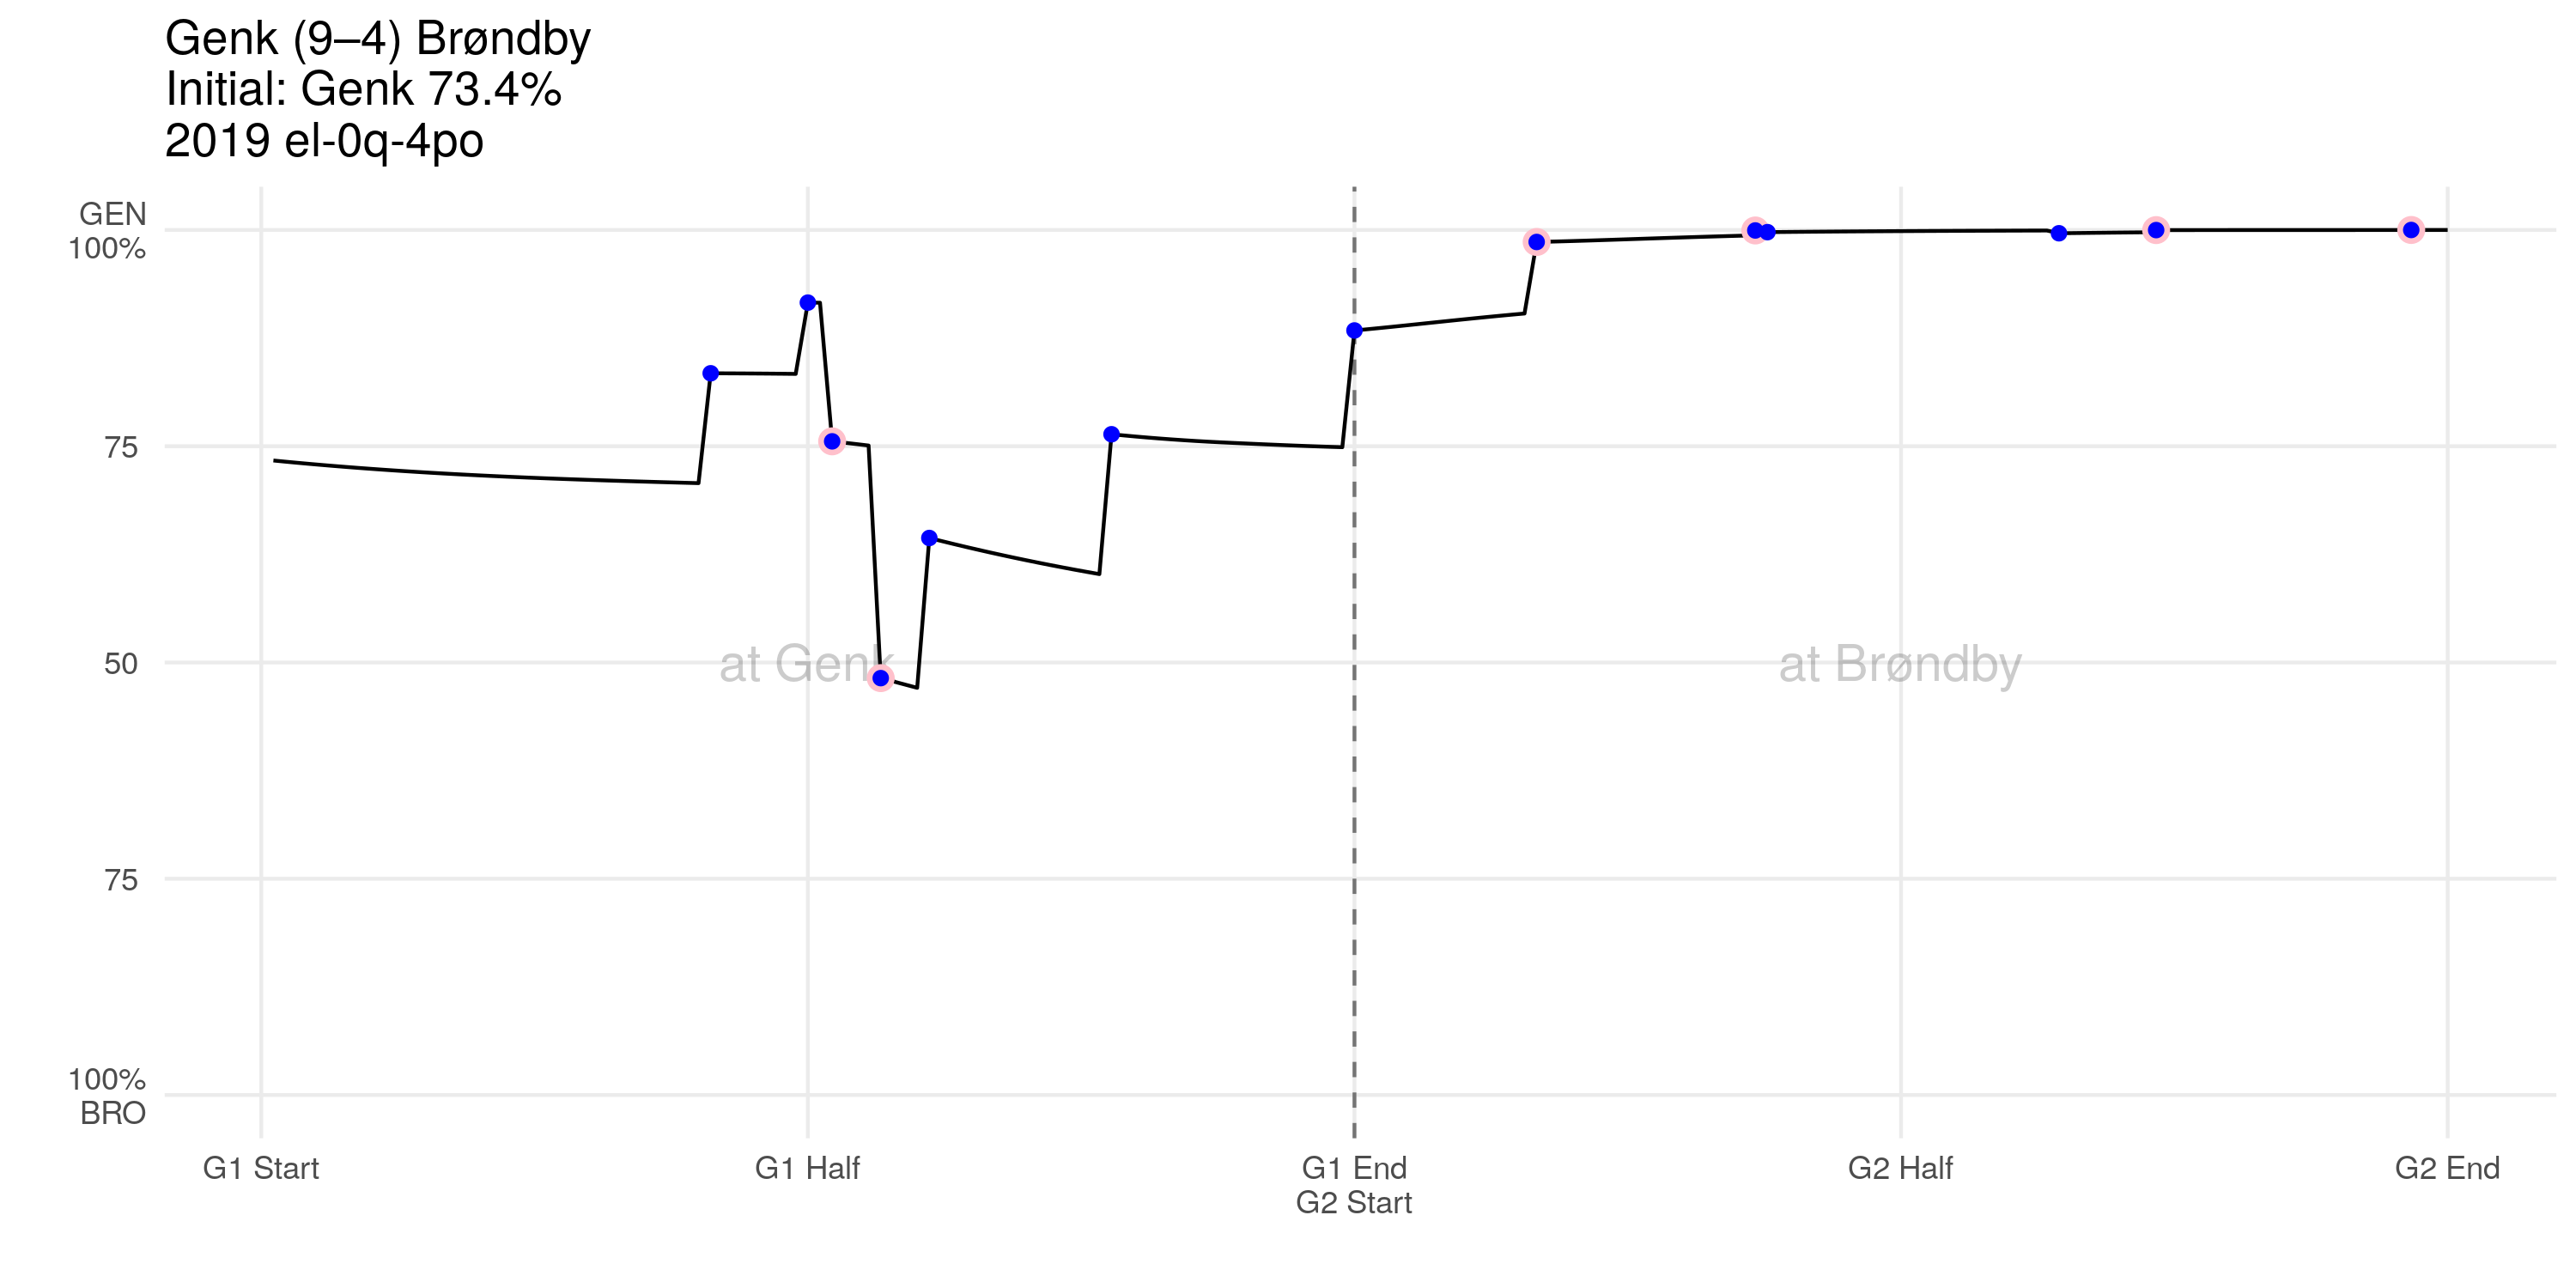 Genk (9–4) Brøndby
Initial: Genk 73.4%
2019 el-0q-4po
GEN
100%
75
50
75
100%
BRO
at Genk
at Brøndby
G1 Start
G1 Half
G1 End
G2 Start
G2 Half
G2 End